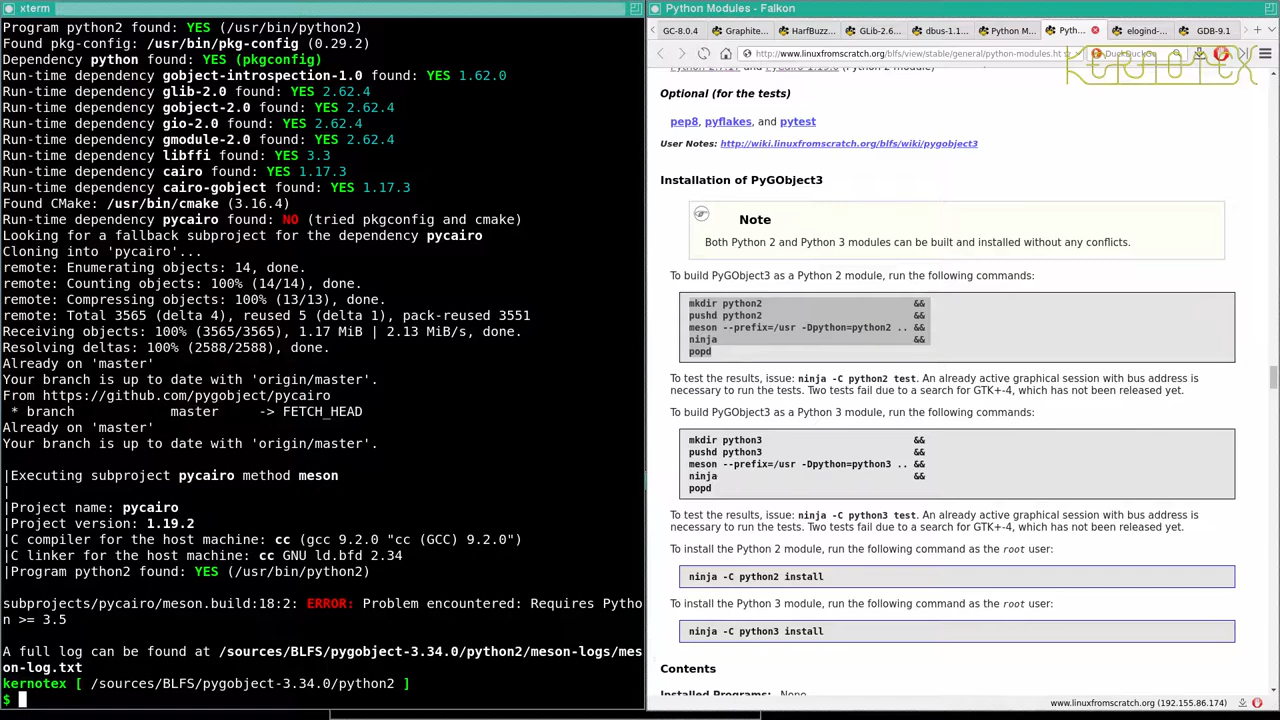 xterm
Program python2 found: YES (/usr/bin/python2)
Found pkg-config: /usr/bin/pkg-config (0.29.2)
Dependency python found: YES (pkgconfig)
Run-time dependency gobject-introspection-1.0 found: YES 1.62.0
Run-time dependency glib-2.0 found: YES 2.62.4
Run-time dependency gobject-2.0 found: YES 2.62.4
Run-time dependency gio-2.0 found: YES 2.62.4
Run-time dependency gmodule-2.0 found: YES 2.62.4
Run-time dependency libffi found: YES 3.3
Run-time dependency cairo found: YES 1.17.3
Run-time dependency cairo-gobject found: YES 1.17.3
Found CMake: /usr/bin/cmake (3.16.4)
Run-time dependency pycairo found: NO (tried pkgconfig and cmake)
Looking for a fallback subproject for the dependency pycairo
Cloning into 'pycairo'...
remote: Enumerating objects: 14, done.
remote: Counting objects: 100% (14/14), done.
remote: Compressing objects: 100% (13/13), done.
remote: Total 3565 (delta 4), reused 5 (delta 1), pack-reused 3551
Receiving objects: 100% (3565/3565), 1.17 MiB | 2.13 MiB/s, done.
Resolving deltas: 100% (2588/2588), done.
Already on 'master'
Your branch is up to date with 'origin/master'.
From https://github.com/pygobject/pycairo
* branch master -> FETCH_HEAD
Already on 'master'
Your branch is up to date with 'origin/master'.
|Executing subproject pycairo method meson
|
|Project name: pycairo
|Project version: 1.19.2
|C compiler for the host machine: cc (gcc 9.2.0 "cc (GCC) 9.2.0")
|C linker for the host machine: cc GNU ld.bfd 2.34
|Program python2 found: YES (/usr/bin/python2)
subprojects/pycairo/meson.build:18:2: ERROR: Problem encountered: Requires Pytho
n >= 3.5
A full log can be found at /sources/BLFS/pygobject-3.34.0/python2/meson-logs/mes
on-log.txt
kernotex [ /sources/BLFS/pygobject-3.34.0/python2 ]
$
Python Modules - Falkon
GC-8.0.4 Graphite... HarfBuzz... GLib-2.6... dbus-1.1... Python M... Pyth... elogind-... GDB-9.1
http://www.linuxfromscratch.org/blfs/view/stable/general/python-modules.ht DuckDuckGo
KERNOTEX
(Python 2 module)
Optional (for the tests)
pep8, pyflakes, and pytest
User Notes: http://wiki.linuxfromscratch.org/blfs/wiki/pygobject3
Installation of PyGObject3
Note
Both Python 2 and Python 3 modules can be built and installed without any conflicts.
To build PyGObject3 as a Python 2 module, run the following commands:
mkdir python2 &&
pushd python2 &&
meson --prefix=/usr -Dpython=python2 .. &&
ninja &&
popd
To test the results, issue: ninja -C python2 test. An already active graphical session with bus address is
necessary to run the tests. Two tests fail due to a search for GTK+-4, which has not been released yet.
To build PyGObject3 as a Python 3 module, run the following commands:
mkdir python3 &&
pushd python3 &&
meson --prefix=/usr -Dpython=python3 .. &&
ninja &&
popd
To test the results, issue: ninja -C python3 test. An already active graphical session with bus address is
necessary to run the tests. Two tests fail due to a search for GTK+-4, which has not been released yet.
To install the Python 2 module, run the following command as the root user:
ninja -C python2 install
To install the Python 3 module, run the following command as the root user:
ninja -C python3 install
Contents
Installed Programs: None
www.linuxfromscratch.org (192.155.86.174)